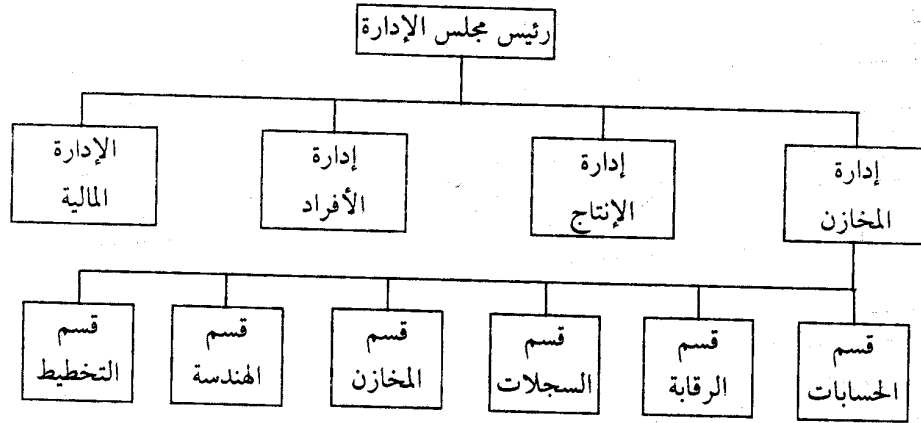 رئيس مجلس الإدارة
إدارة
المخازن
إدارة
الإنتاج
إدارة
الأفراد
الإدارة
المالية
قسم
الحسابات
قسم
الرقابة
قسم
السجلات
قسم
المخازن
قسم
الهندسة
قسم
التخطيط